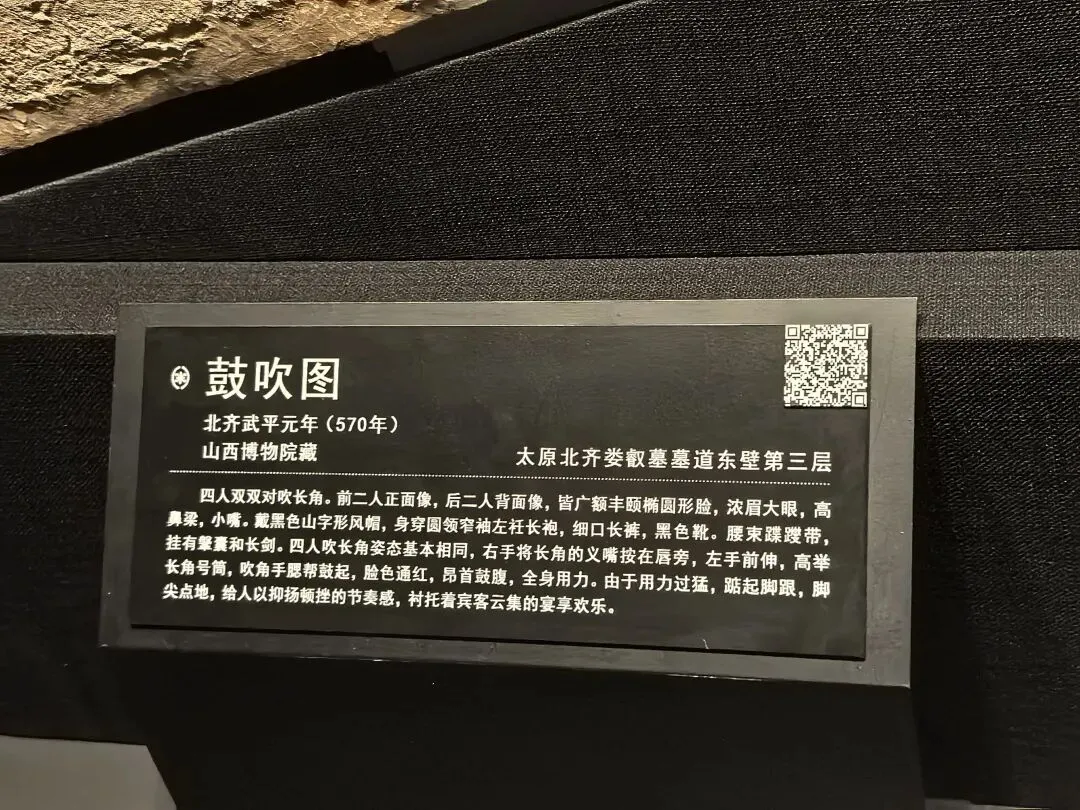 鼓吹图
北齐武平元年（570年）
山西博物院藏
太原北齐娄叡墓墓道东壁第三层
四人双双对吹长角。前二人正面像，后二人背面像，皆广额丰颐椭圆形脸，浓眉大眼，高
鼻梁，小嘴。戴黑色山字形风帽，身穿圆领窄袖左衽长袍，细口长裤，黑色靴。腰束蹀躞带，
挂有鞶囊和长剑。四人吹长角姿态基本相同，右手将长角的义嘴按在唇旁，左手前伸，高举
长角号筒，吹角手腮帮鼓起，脸色通红，昂首鼓腹，全身用力。由于用力过猛，踮起脚跟，脚
尖点地，给人以抑扬顿挫的节奏感，衬托着宾客云集的宴享欢乐。